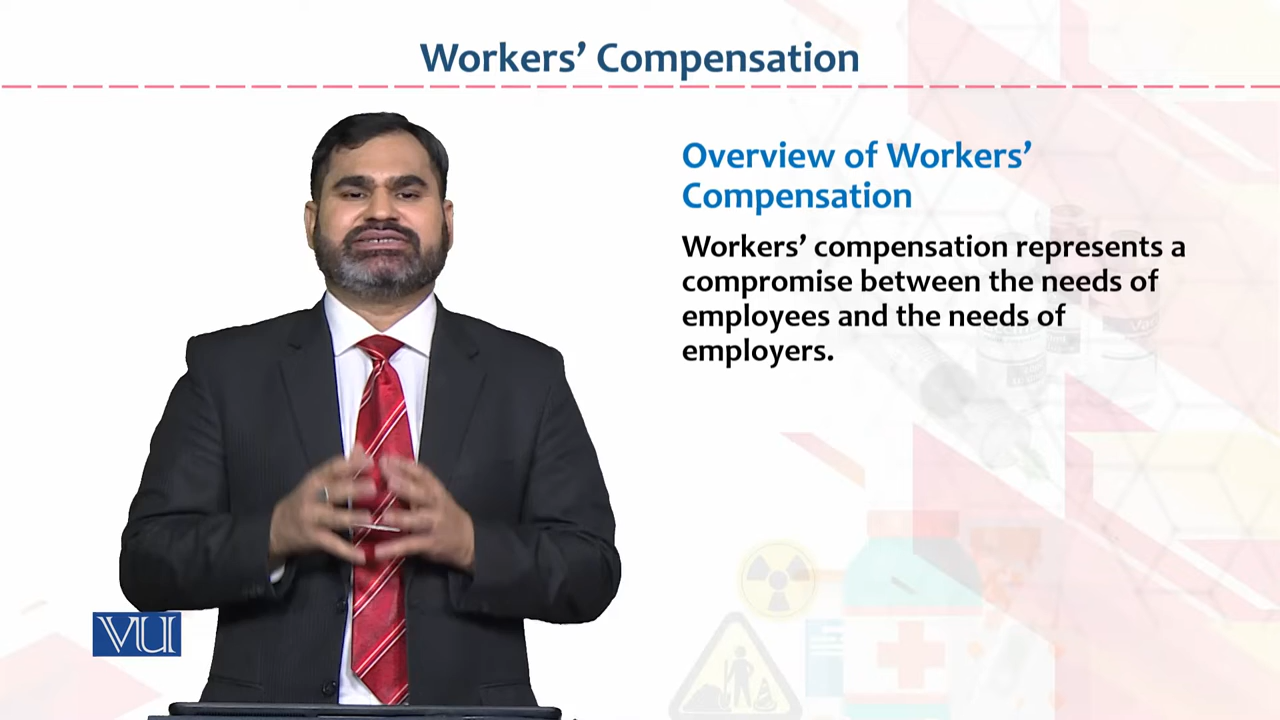 Workers’ Compensation
Overview of Workers’
Compensation
Workers’ compensation represents a
compromise between the needs of
employees and the needs of
employers.
VU